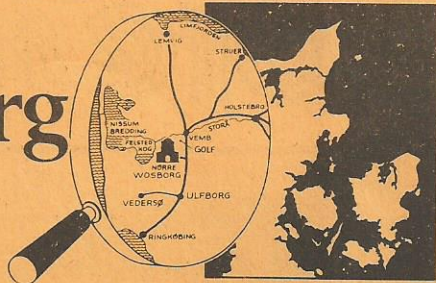 rg
LIMFJORDEN
LEMVIG
STRUER
HOLSTEBRO
STORÅ
NISSUM
BREDNING
FELSTED
KOG
VEMB
GOLF
NØRRE
WOSBORG
VEDERSØ
ULFBORG
RINGKØBING